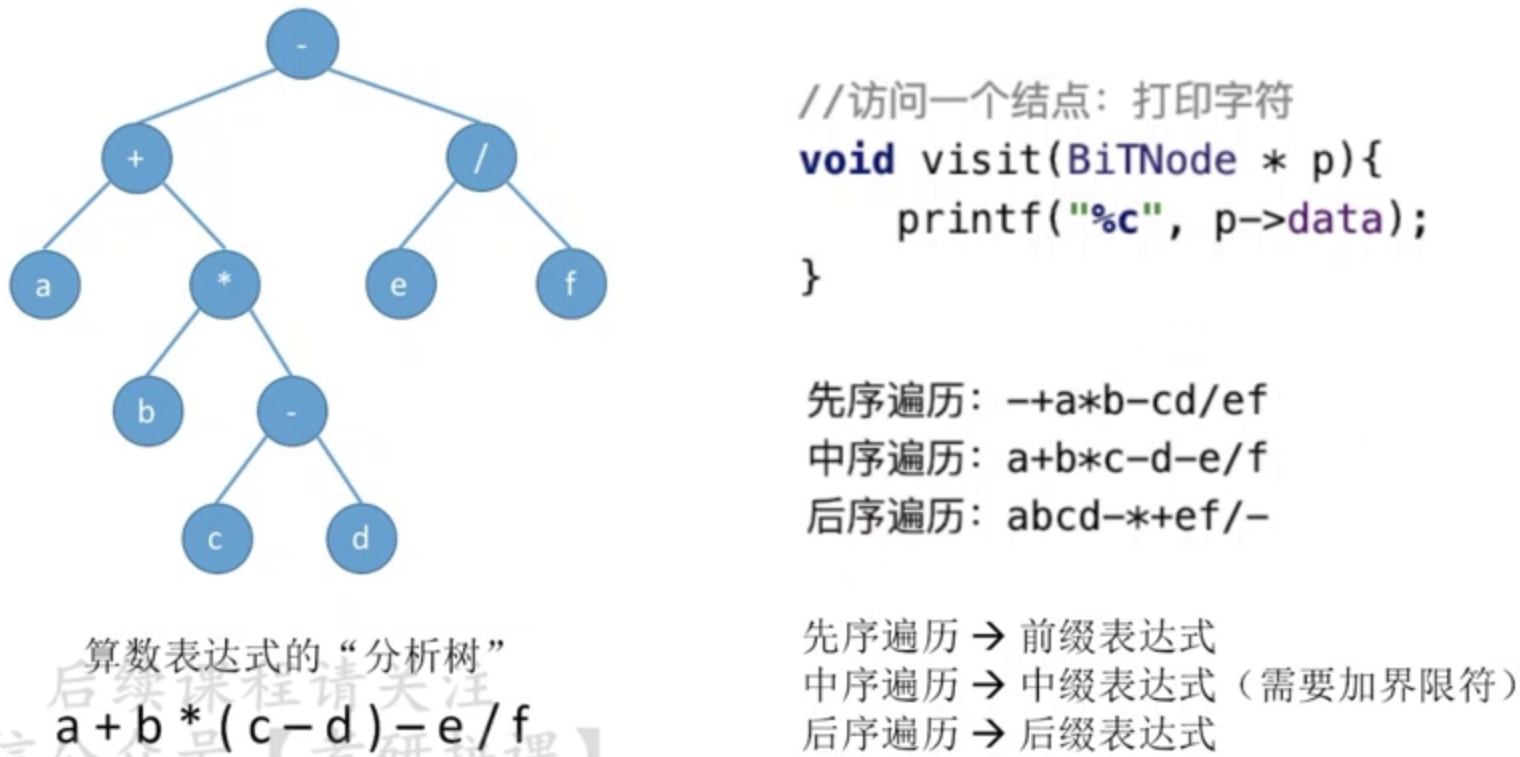 -
+
/
a
*
e
f
b
-
c
d
算数表达式的“分析树”
后续课程请关注
a+b*(c-d)-e/f
//访问一个结点：打印字符
void visit(BiTNode * p){
printf("%c", p->data);
}
先序遍历：-+a*b-cd/ef
中序遍历：a+b*c-d-e/f
后序遍历：abcd-*+ef/-
先序遍历 → 前缀表达式
中序遍历 → 中缀表达式（需要加界限符）
后序遍历 → 后缀表达式